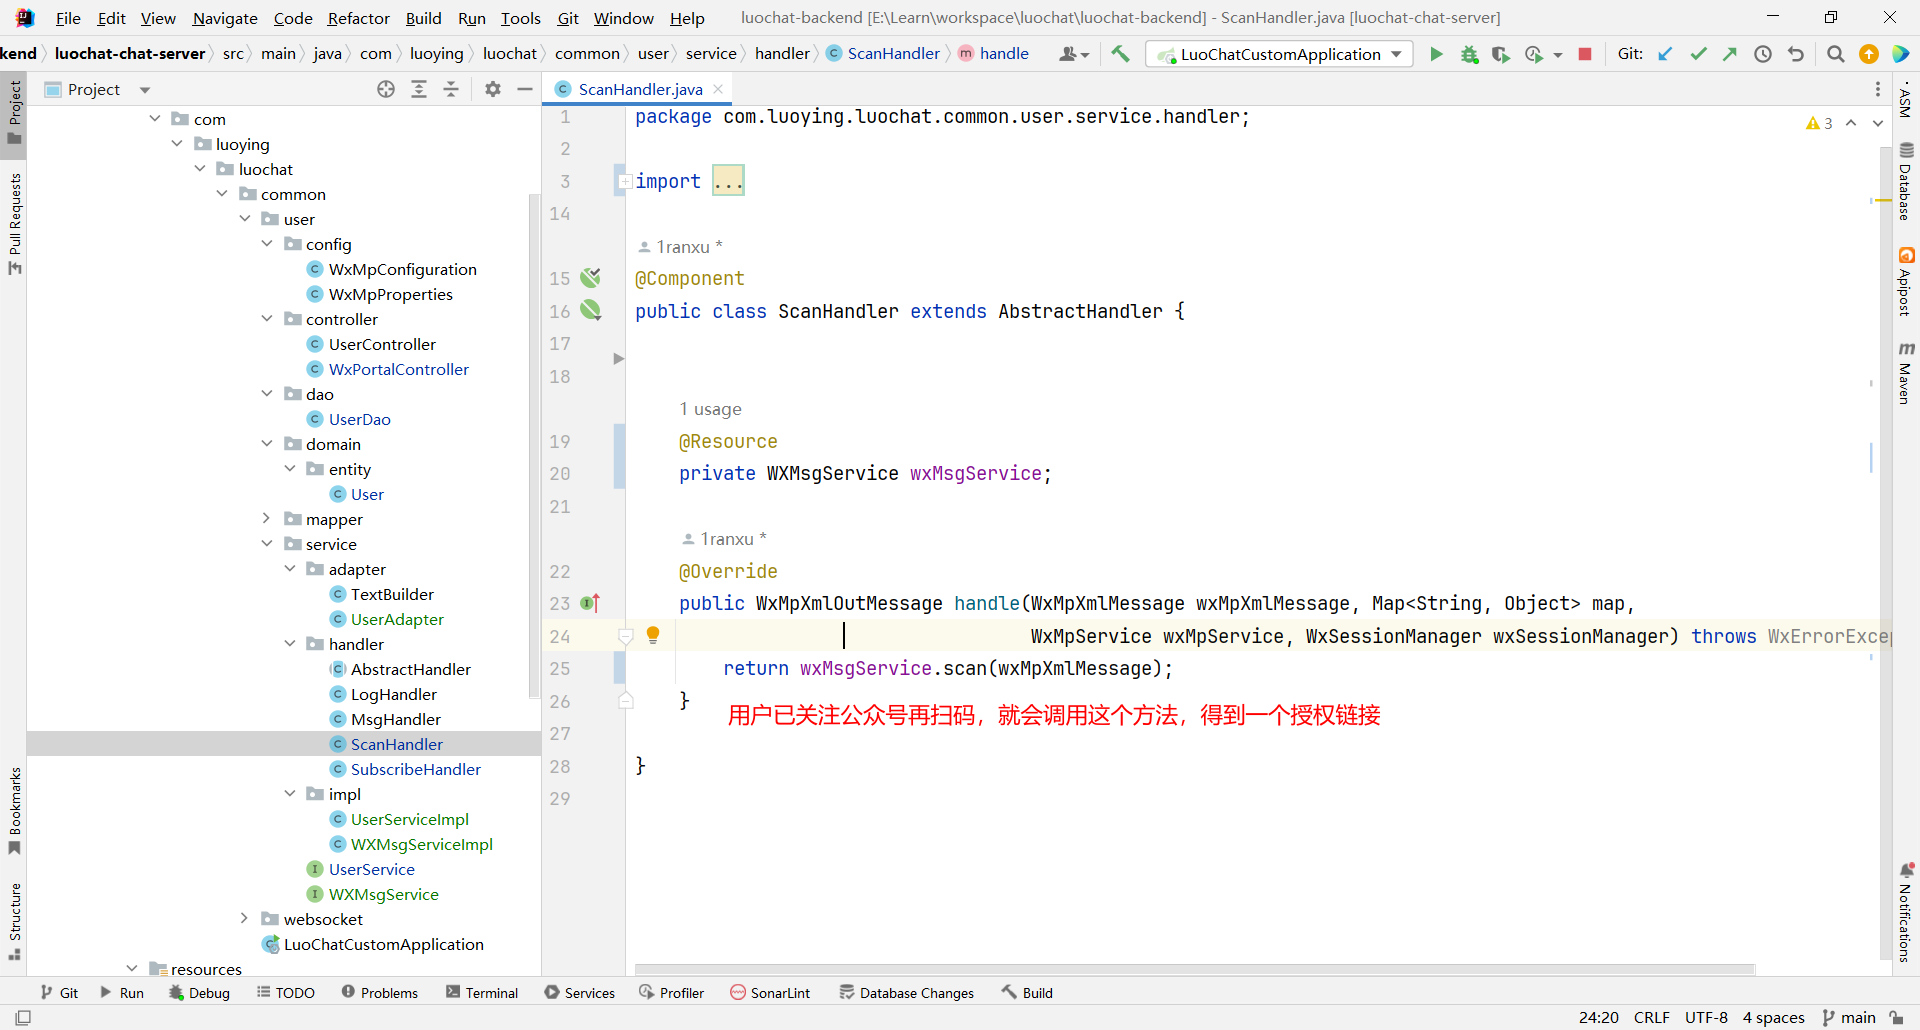 File Edit View Navigate Code Refactor Build Run Tools Git Window Help luochat-backend [E:\Learn\workspace\luochat\luochat-backend] - ScanHandler.java [luochat-chat-server]
kend luochat-chat-server src main java com luoying luochat common user service handler ScanHandler handle LuoChatCustomApplication Git:
Project ScanHandler.java
com
luoying
luochat
common
user
config
WxMpConfiguration
WxMpProperties
controller
UserController
WxPortalController
dao
UserDao
domain
entity
User
mapper
service
adapter
TextBuilder
UserAdapter
handler
AbstractHandler
LogHandler
MsgHandler
ScanHandler
SubscribeHandler
impl
UserServiceImpl
WXMsgServiceImpl
UserService
WXMsgService
websocket
LuoChatCustomApplication
resources
1 package com.luoying.luochat.common.user.service.handler;
2
3 import ...
14
1ranxu *
15 @Component
16 public class ScanHandler extends AbstractHandler {
17
18
1 usage
19 @Resource
20 private WXMsgService wxMsgService;
21
1ranxu *
22 @Override
23 public WxMpXmlOutMessage handle(WxMpXmlMessage wxMpXmlMessage, Map<String, Object> map,
24 WxMpService wxMpService, WxSessionManager wxSessionManager) throws WxErrorExcep
25 return wxMsgService.scan(wxMpXmlMessage);
26 }
用户已关注公众号再扫码，就会调用这个方法，得到一个授权链接
27
28 }
29
3
Project
Pull Requests
Bookmarks
Structure
ASM
Database
Apipost
Maven
Notifications
Git Run Debug TODO Problems Terminal Services Profiler SonarLint Database Changes Build
24:20 CRLF UTF-8 4 spaces main